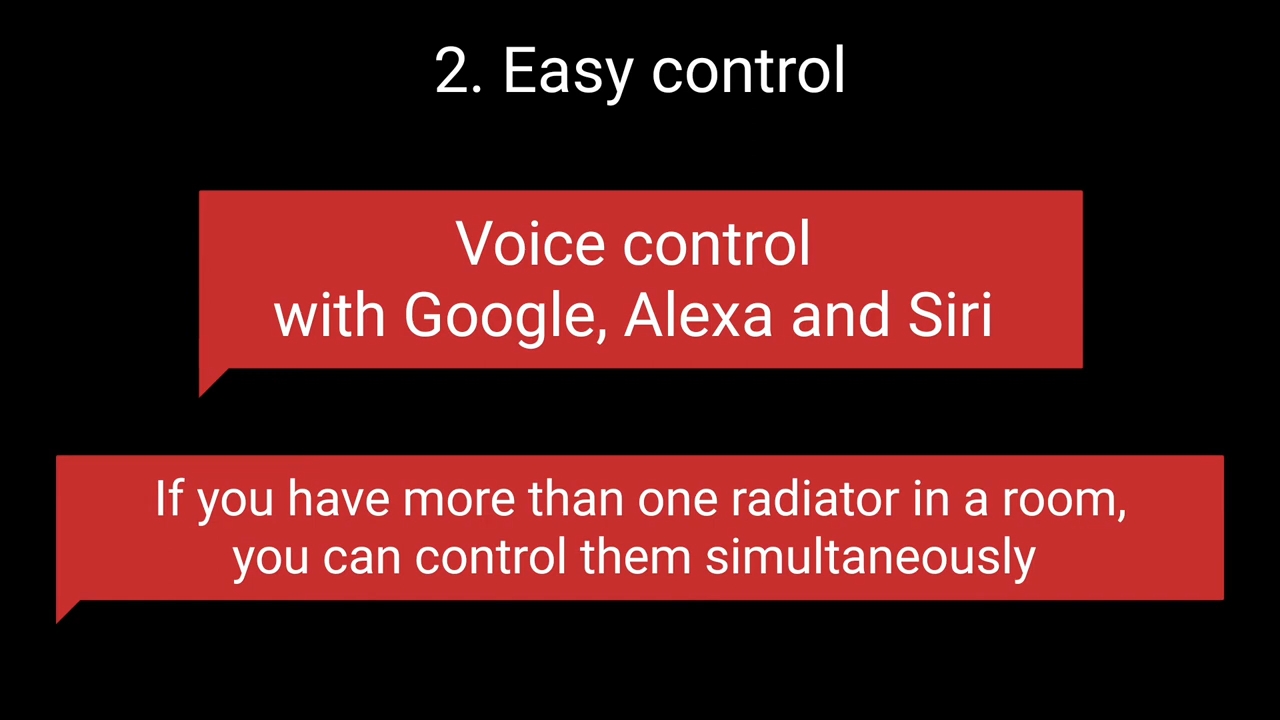 2. Easy control
Voice control
with Google, Alexa and Siri
If you have more than one radiator in a room,
you can control them simultaneously